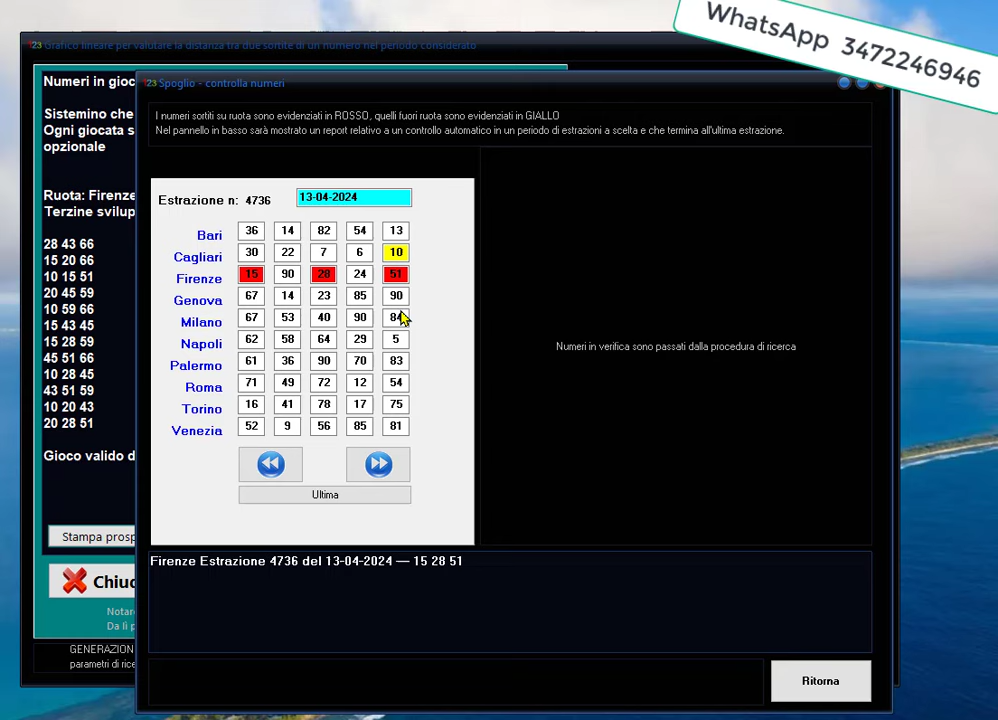 WhatsApp 3472246946
123 Grafico lineare per valutare la distanza tra due sortite di un numero nel periodo considerato
Numeri in gioc
Sistemino che
Ogni giocata s
opzionale
Ruota: Firenze
Terzine svilup
28 43 66
15 20 66
10 15 51
20 45 59
10 59 66
15 43 45
15 28 59
45 51 66
10 28 45
43 51 59
10 20 43
20 28 51
Gioco valido d
Stampa prosp
Chiud
Notare
Da lì p
GENERAZION
parametri di rice
123 Spoglio - controlla numeri
I numeri sortiti su ruota sono evidenziati in ROSSO, quelli fuori ruota sono evidenziati in GIALLO
Nel pannello in basso sarà mostrato un report relativo a un controllo automatico in un periodo di estrazioni a scelta e che termina all'ultima estrazione.
Estrazione n: 4736 13-04-2024
Bari 36 14 82 54 13
Cagliari 30 22 7 6 10
Firenze 15 90 28 24 51
Genova 67 14 23 85 90
Milano 67 53 40 90 84
Napoli 62 58 64 29 5
Palermo 61 36 90 70 83
Roma 71 49 72 12 54
Torino 16 41 78 17 75
Venezia 52 9 56 85 81
Ultima
Numeri in verifica sono passati dalla procedura di ricerca
Firenze Estrazione 4736 del 13-04-2024 — 15 28 51
Ritorna